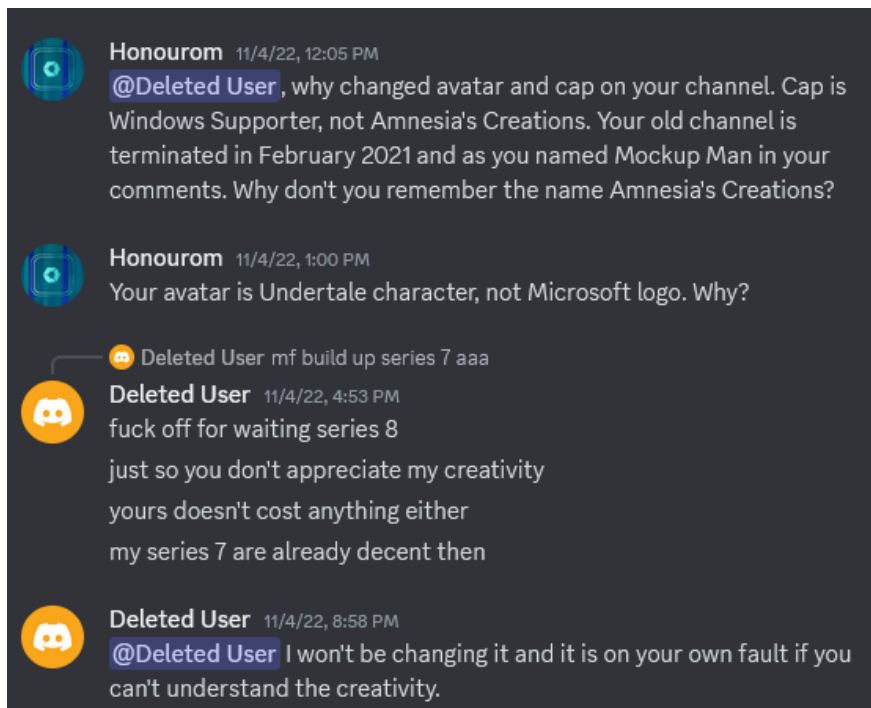 Honourom 11/4/22, 12:05 PM
@Deleted User, why changed avatar and cap on your channel. Cap is
Windows Supporter, not Amnesia's Creations. Your old channel is
terminated in February 2021 and as you named Mockup Man in your
comments. Why don't you remember the name Amnesia's Creations?
Honourom 11/4/22, 1:00 PM
Your avatar is Undertale character, not Microsoft logo. Why?
Deleted User mf build up series 7 aaa
Deleted User 11/4/22, 4:53 PM
fuck off for waiting series 8
just so you don't appreciate my creativity
yours doesn't cost anything either
my series 7 are already decent then
Deleted User 11/4/22, 8:58 PM
@Deleted User I won't be changing it and it is on your own fault if you
can't understand the creativity.